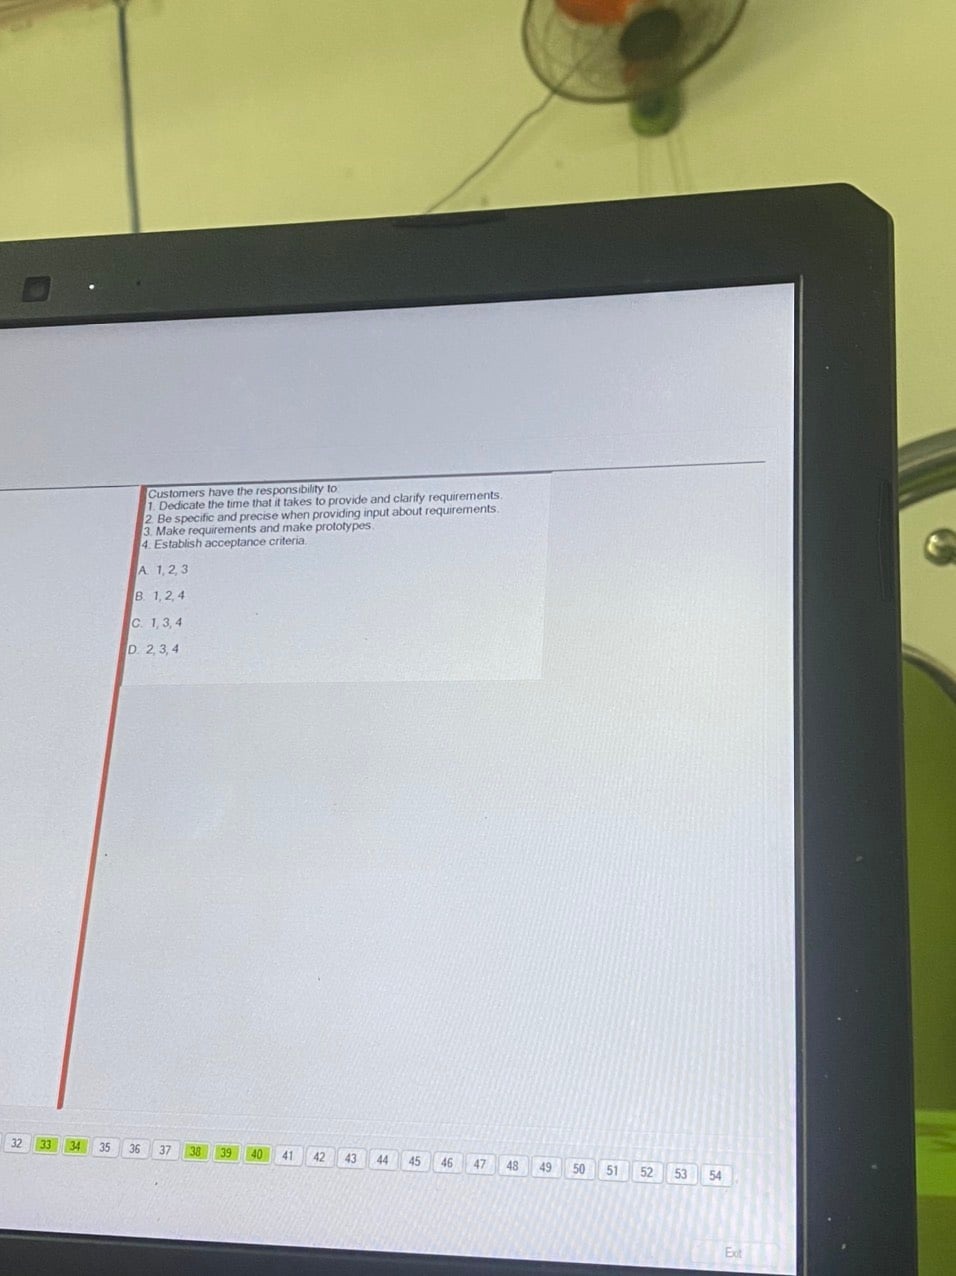 Customers have the responsibility to:
1. Dedicate the time that it takes to provide and clarify requirements.
2. Be specific and precise when providing input about requirements.
3. Make requirements and make prototypes.
4. Establish acceptance criteria.
A. 1, 2, 3
B. 1, 2, 4
C. 1, 3, 4
D. 2, 3, 4
32 33 34 35 36 37 38 39 40 41 42 43 44 45 46 47 48 49 50 51 52 53 54
Exit